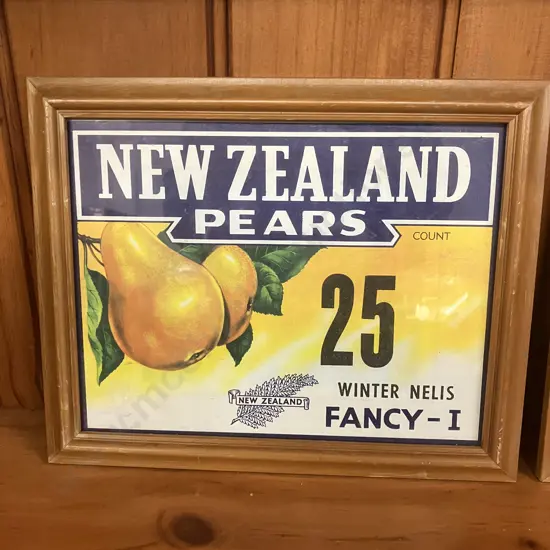 NEW ZEALAND
PEARS
COUNT
25
WINTER NELIS
FANCY-I
NEW ZEALAND